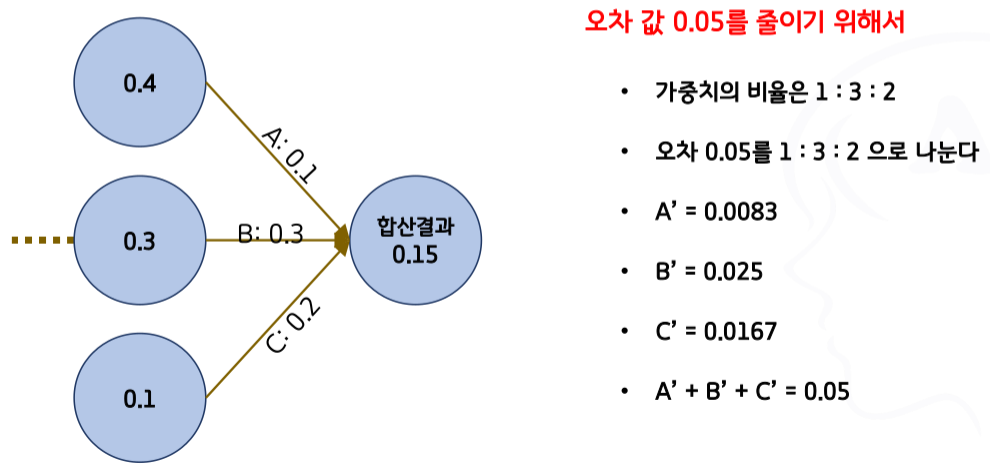 오차 값 0.05를 줄이기 위해서
0.4
A: 0.1
0.3
B: 0.3
합산결과
0.15
C: 0.2
0.1
• 가중치의 비율은 1 : 3 : 2
• 오차 0.05를 1 : 3 : 2 으로 나눈다
• A’ = 0.0083
• B’ = 0.025
• C’ = 0.0167
• A’ + B’ + C’ = 0.05